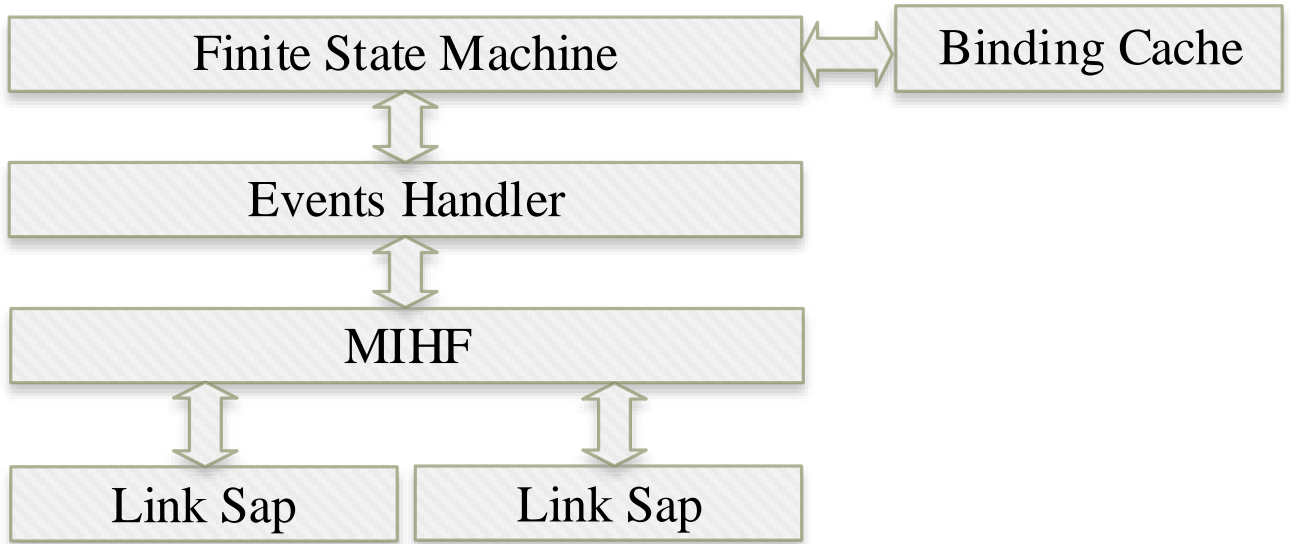 Finite State Machine
Binding Cache
Events Handler
MIHF
Link Sap
Link Sap